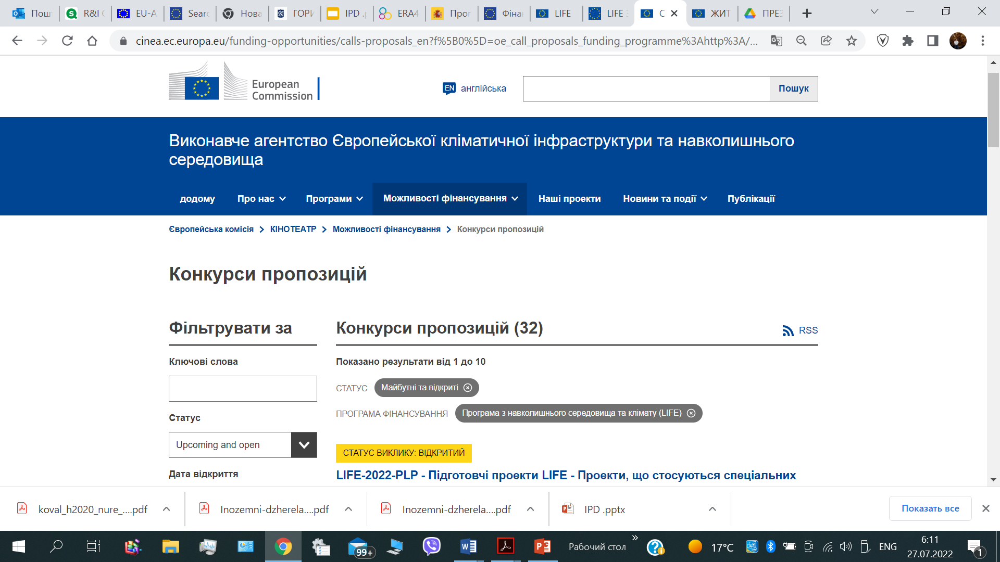 Пош
R&I
EU-A
Searc
Нова
ГОРИ
IPD .
ERA4
Прог
Фіна
LIFE
LIFE
С
ЖИТ
ПРЕЗ
cinea.ec.europa.eu/funding-opportunities/calls-proposals_en?f%5B0%5D=oe_call_proposals_funding_programme%3Ahttp%3A/...
European
Commission
EN англійська
Пошук
Виконавче агентство Європейської кліматичної інфраструктури та навколишнього
середовища
додому Про нас Програми Можливості фінансування Наші проекти Новини та події Публікації
Європейська комісія > КІНОТЕАТР > Можливості фінансування > Конкурси пропозицій
Конкурси пропозицій
Фільтрувати за
Ключові слова
Статус
Upcoming and open
Дата відкриття
Конкурси пропозицій (32)
RSS
Показано результати від 1 до 10
СТАТУС Майбутні та відкриті
ПРОГРАМА ФІНАНСУВАННЯ Програма з навколишнього середовища та клімату (LIFE)
СТАТУС ВИКЛИКУ: ВІДКРИТИЙ
LIFE-2022-PLP - Підготовчі проекти LIFE - Проекти, що стосуються спеціальних
koval_h2020_nure_....pdf
Inozemni-dzherela....pdf
Inozemni-dzherela....pdf
IPD .pptx
Показать все
99+
Рабочий стол
17°C
ENG
6:11
27.07.2022
1